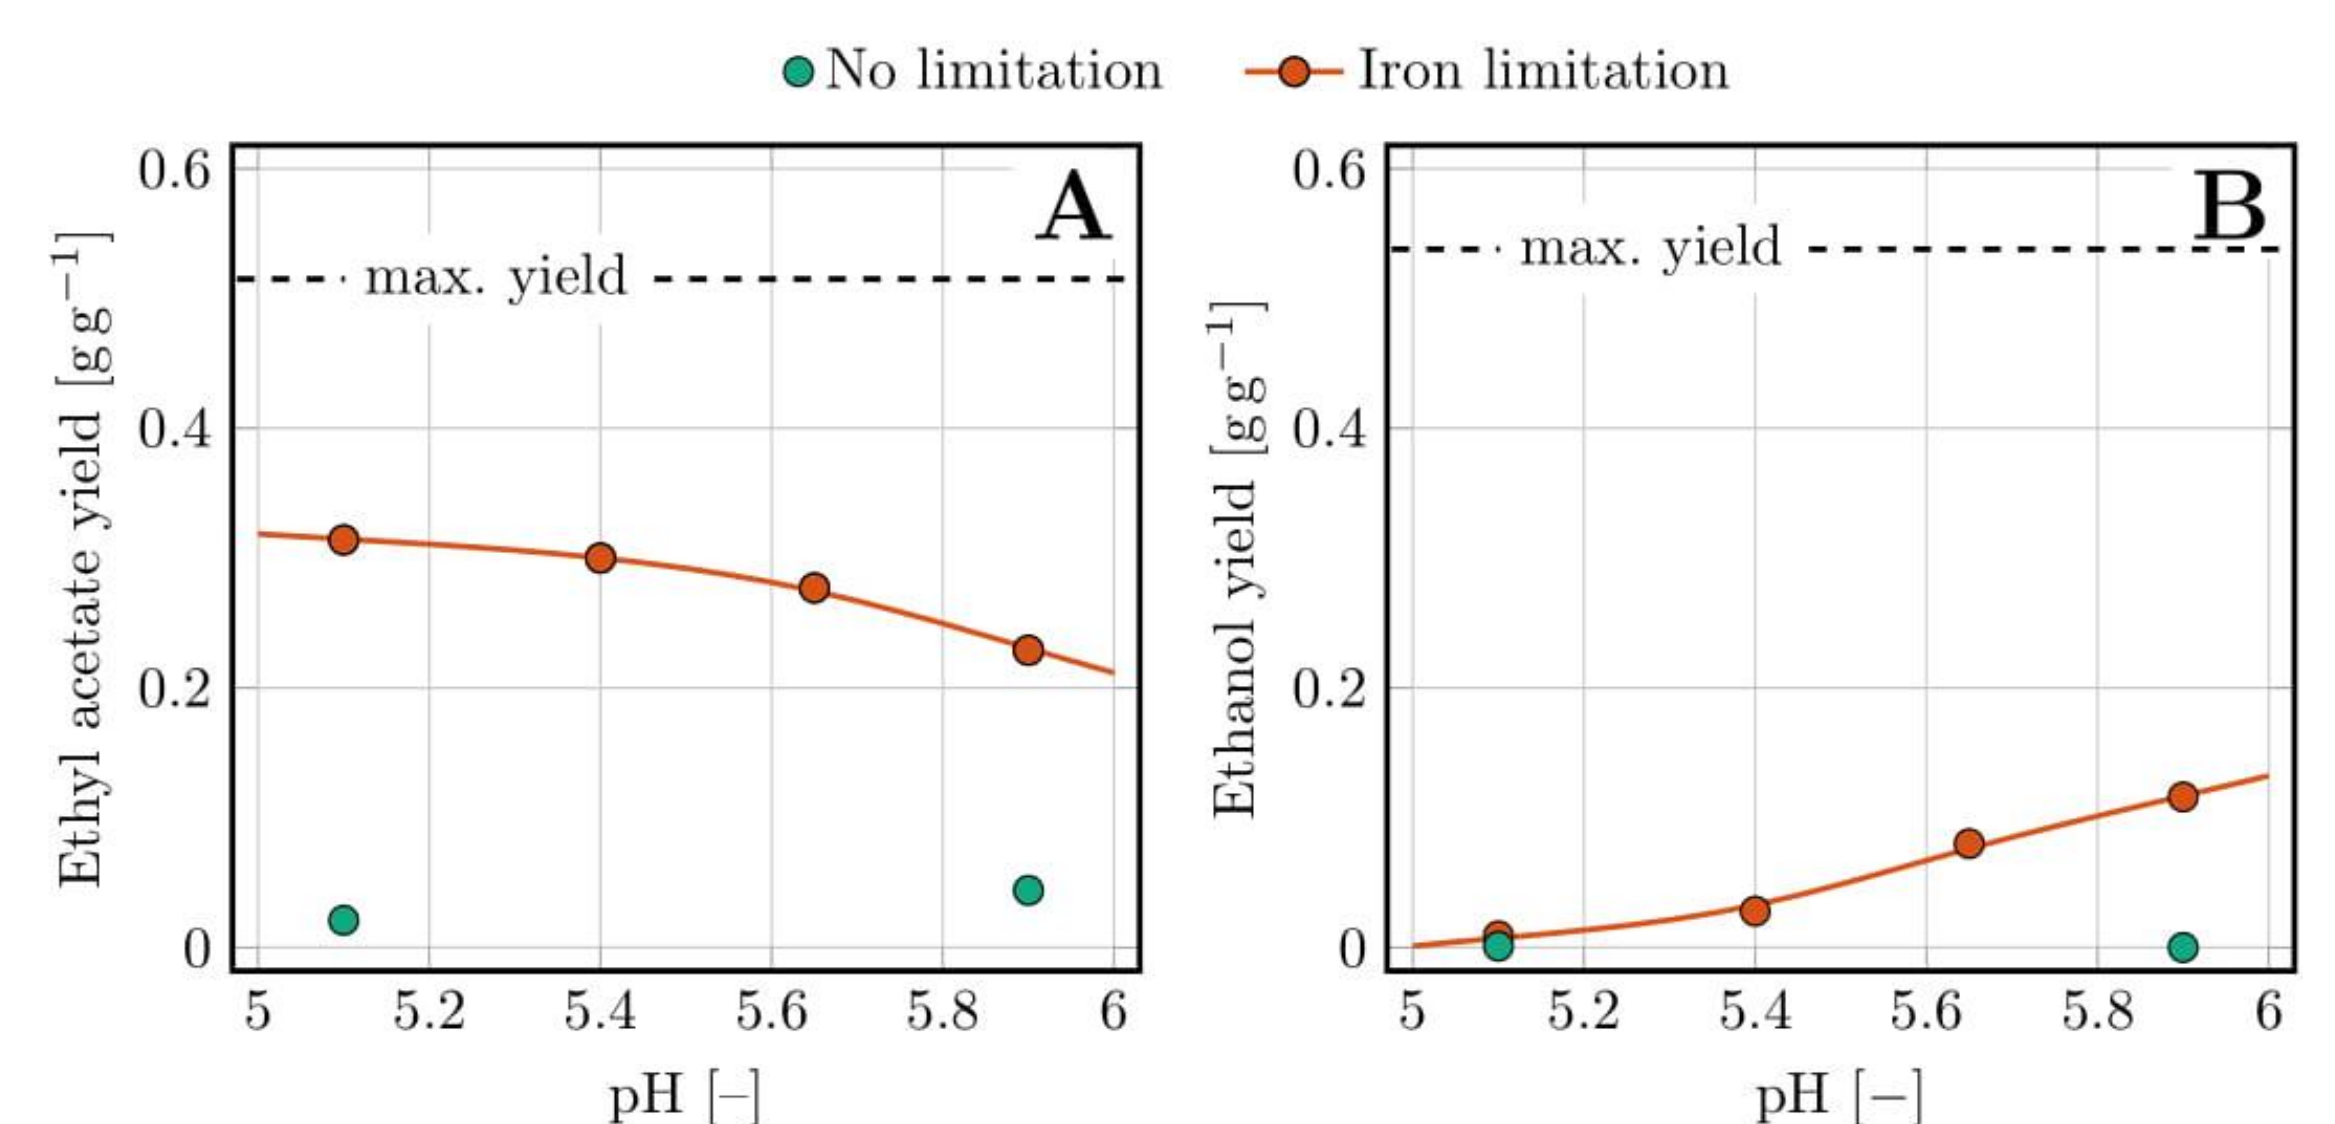 No limitation
Iron limitation
A
0.6
0.4
0.2
0
max. yield
Ethyl acetate yield [g g⁻¹]
5 5.2 5.4 5.6 5.8 6
pH [–]
B
0.6
0.4
0.2
0
max. yield
Ethanol yield [g g⁻¹]
5 5.2 5.4 5.6 5.8 6
pH [−]